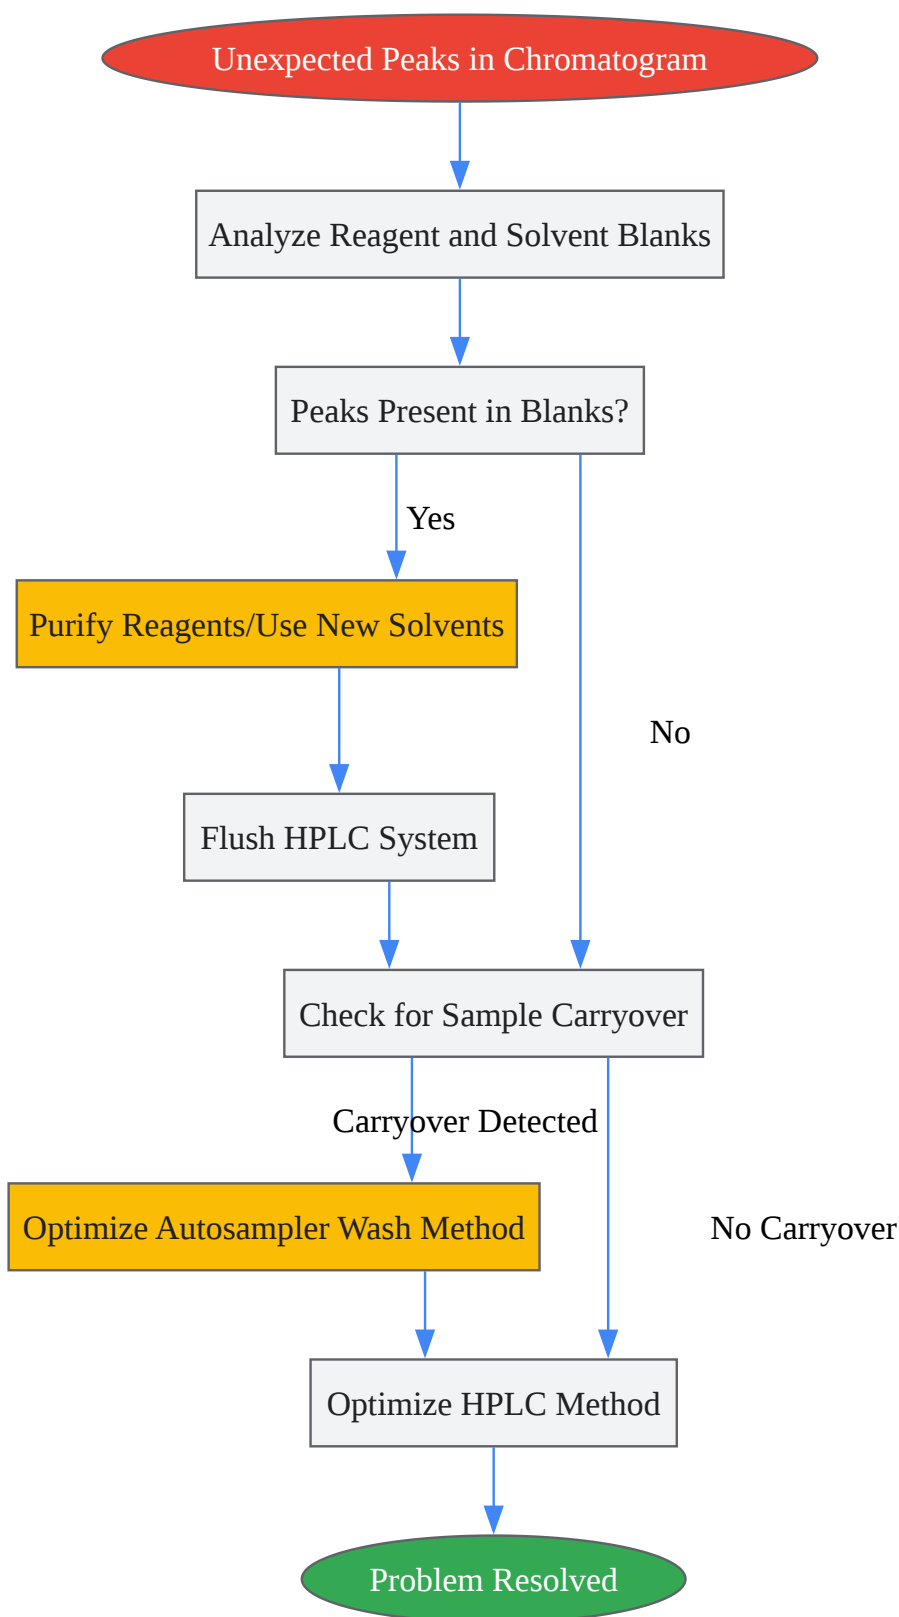 Unexpected Peaks in Chromatogram
Analyze Reagent and Solvent Blanks
Peaks Present in Blanks?
Yes
Purify Reagents/Use New Solvents
No
Flush HPLC System
Check for Sample Carryover
Carryover Detected
Optimize Autosampler Wash Method
No Carryover
Optimize HPLC Method
Problem Resolved